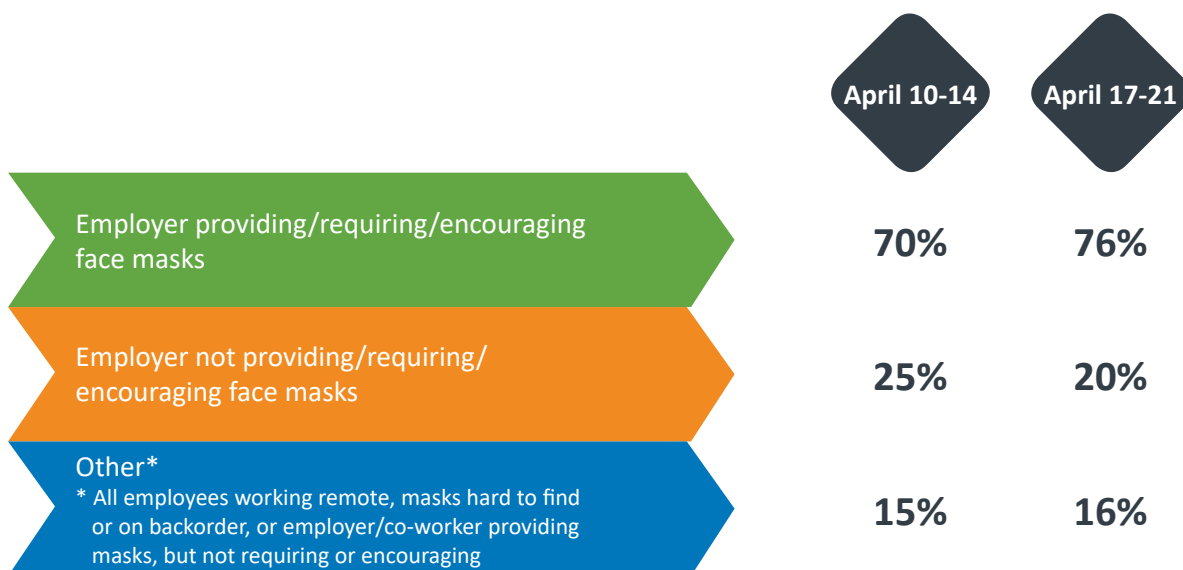 April 10-14
April 17-21
Employer providing/requiring/encouraging
face masks
70%
76%
Employer not providing/requiring/
encouraging face masks
25%
20%
Other*
* All employees working remote, masks hard to find
or on backorder, or employer/co-worker providing
masks, but not requiring or encouraging
15%
16%